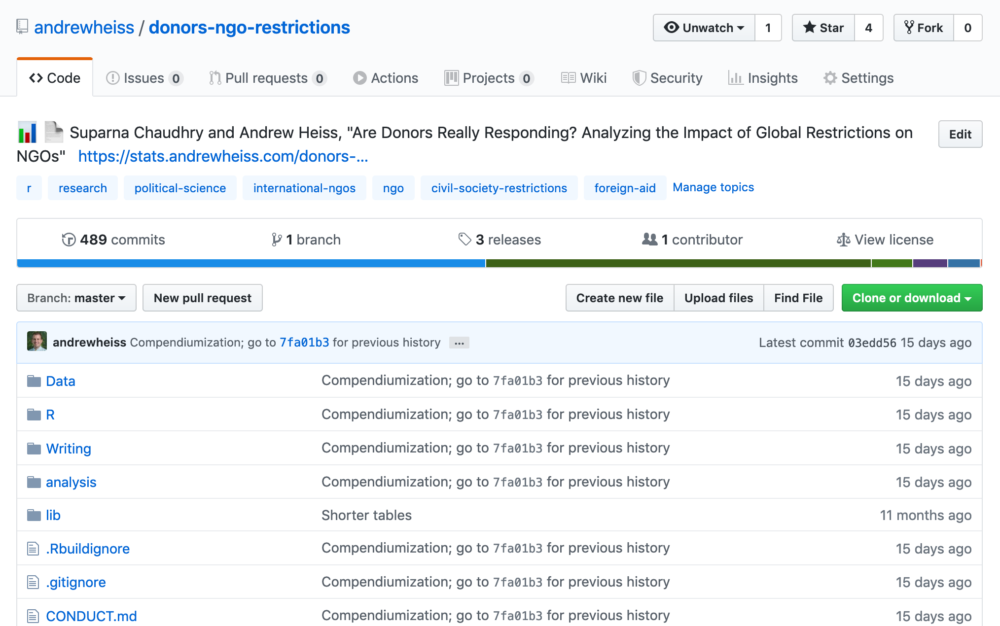 andrewheiss / donors-ngo-restrictions
Unwatch 1 Star 4 Fork 0
Code Issues 0 Pull requests 0 Actions Projects 0 Wiki Security Insights Settings
Suparna Chaudhry and Andrew Heiss, "Are Donors Really Responding? Analyzing the Impact of Global Restrictions on
NGOs" https://stats.andrewheiss.com/donors-...
Edit
r research political-science international-ngos ngo civil-society-restrictions foreign-aid Manage topics
489 commits 1 branch 3 releases 1 contributor View license
Branch: master New pull request Create new file Upload files Find File Clone or download
andrewheiss Compendiumization; go to 7fa01b3 for previous history ... Latest commit 03edd56 15 days ago
Data Compendiumization; go to 7fa01b3 for previous history 15 days ago
R Compendiumization; go to 7fa01b3 for previous history 15 days ago
Writing Compendiumization; go to 7fa01b3 for previous history 15 days ago
analysis Compendiumization; go to 7fa01b3 for previous history 15 days ago
lib Shorter tables 11 months ago
.Rbuildignore Compendiumization; go to 7fa01b3 for previous history 15 days ago
.gitignore Compendiumization; go to 7fa01b3 for previous history 15 days ago
CONDUCT.md Compendiumization; go to 7fa01b3 for previous history 15 days ago